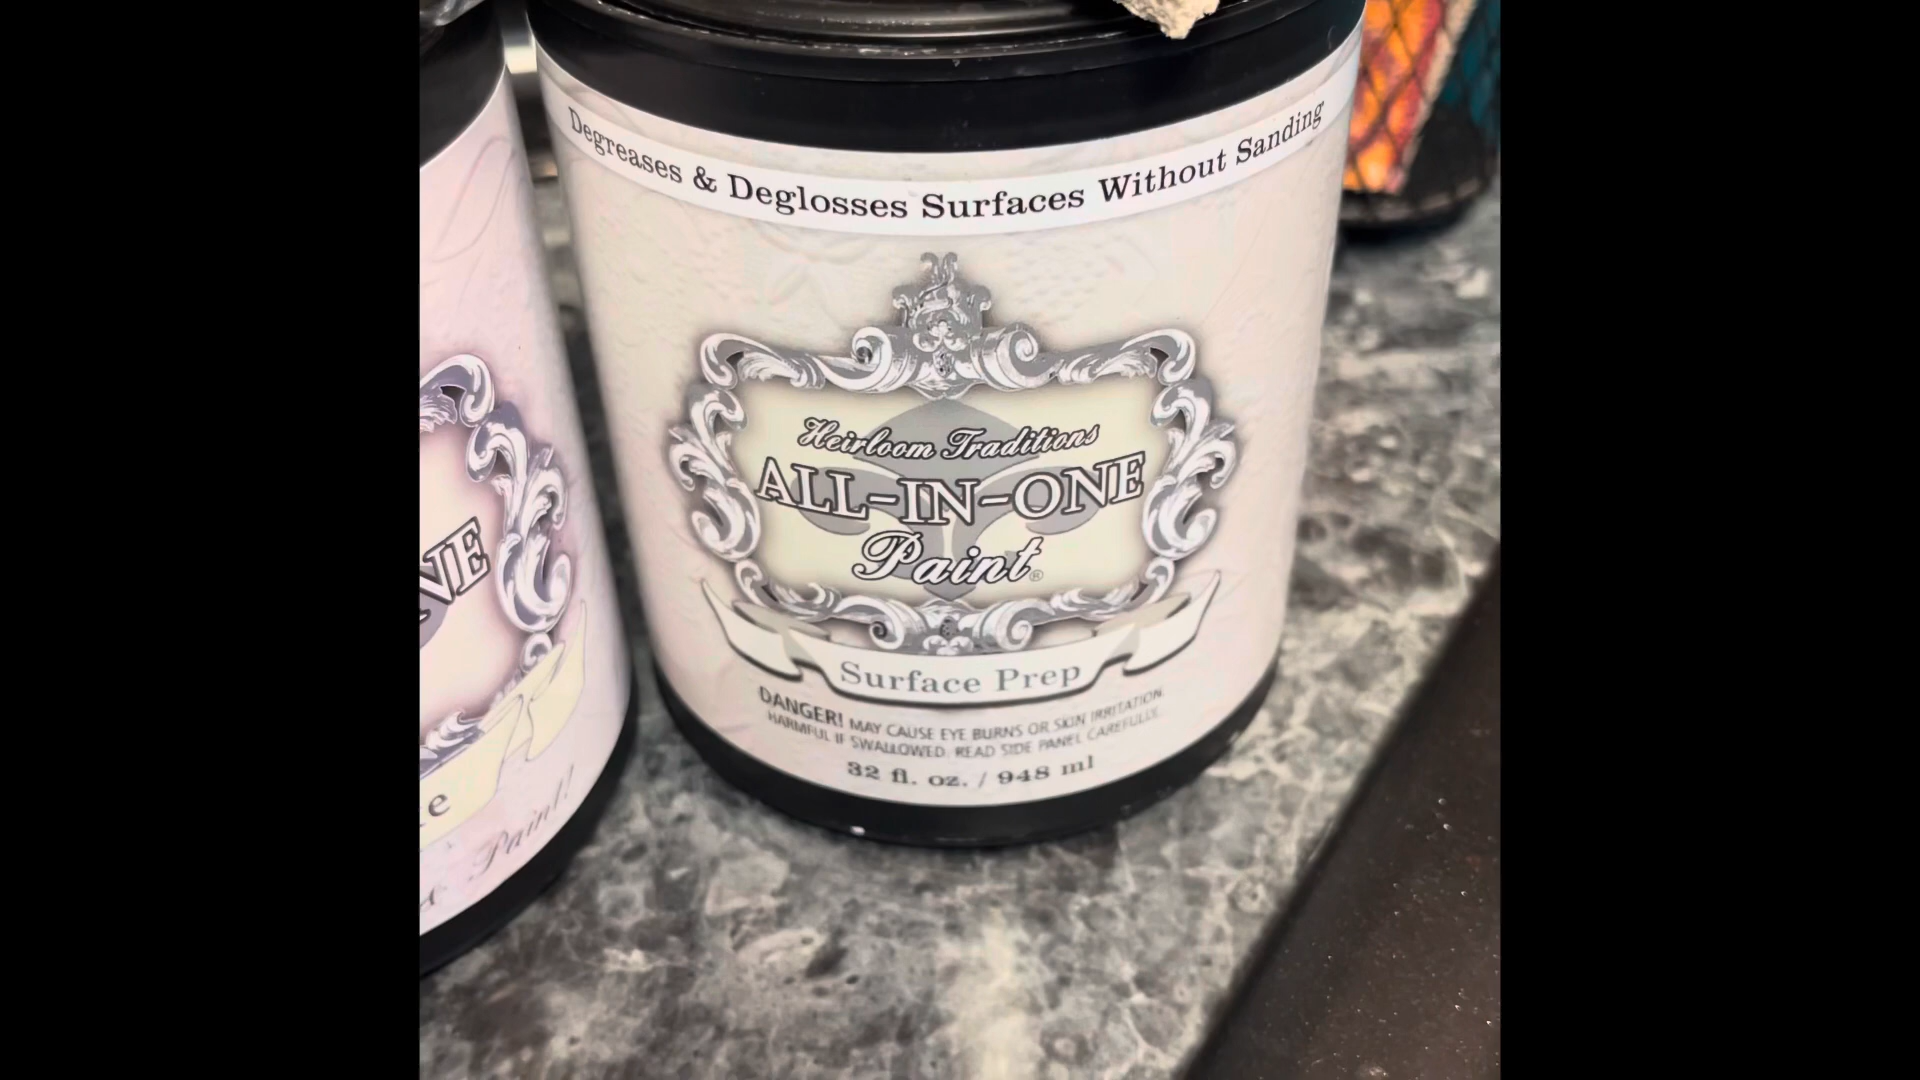 Degreases & Deglosses Surfaces Without Sanding
Heirloom Traditions
ALL-IN-ONE
Paint®
Surface Prep
DANGER! MAY CAUSE EYE BURNS OR SKIN IRRITATION.
HARMFUL IF SWALLOWED. READ SIDE PANEL CAREFULLY.
32 fl. oz. / 948 ml
NE
e
Paint!